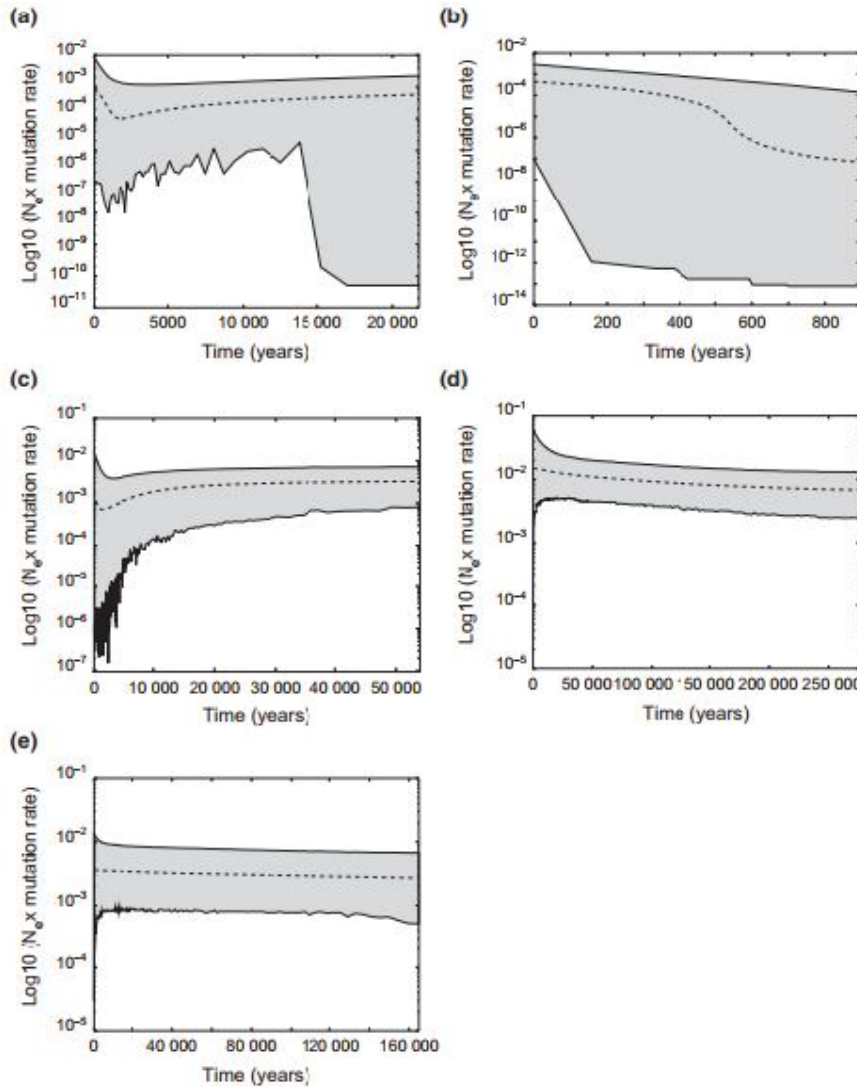 (a)
Log10 (Nₑx mutation rate)
10⁻²
10⁻³
10⁻⁴
10⁻⁵
10⁻⁶
10⁻⁷
10⁻⁸
10⁻⁹
10⁻¹⁰
10⁻¹¹
0 5000 10 000 15 000 20 000
Time (years)
(b)
Log10 (Nₑx mutation rate)
10⁻²
10⁻⁴
10⁻⁶
10⁻⁸
10⁻¹⁰
10⁻¹²
10⁻¹⁴
0 200 400 600 800
Time (years)
(c)
Log10 (Nₑx mutation rate)
10⁻¹
10⁻²
10⁻³
10⁻⁴
10⁻⁵
10⁻⁶
10⁻⁷
0 10 000 20 000 30 000 40 000 50 000
Time (years)
(d)
Log10 (Nₑx mutation rate)
10⁻¹
10⁻²
10⁻³
10⁻⁴
10⁻⁵
0 50 000 100 000 150 000 200 000 250 000
Time (years)
(e)
Log10 (Nₑx mutation rate)
10⁻¹
10⁻²
10⁻³
10⁻⁴
10⁻⁵
0 40 000 80 000 120 000 160 000
Time (years)